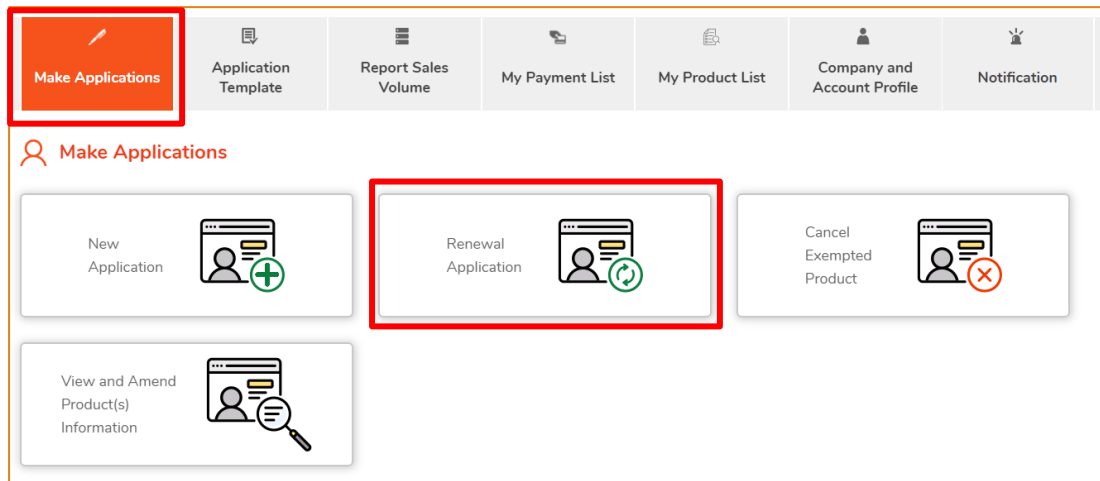 Make Applications
Application
Template
Report Sales
Volume
My Payment List
My Product List
Company and
Account Profile
Notification
Make Applications
New
Application
Renewal
Application
Cancel
Exempted
Product
View and Amend
Product(s)
Information